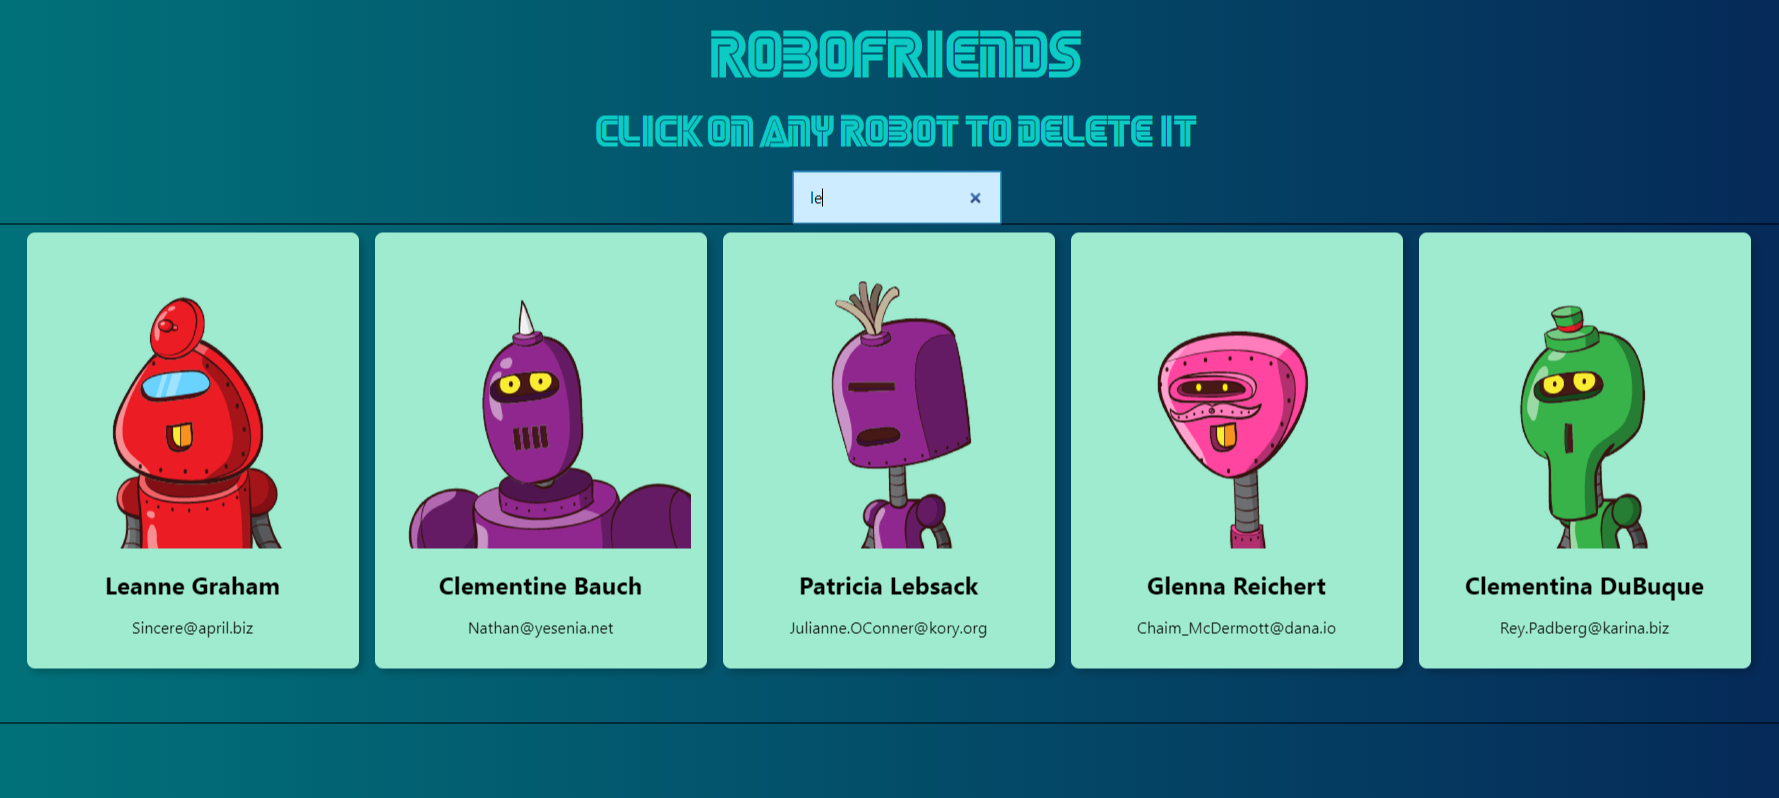 ROBOFRIENDS
CLICK ON ANY ROBOT TO DELETE IT
le
Leanne Graham
Sincere@april.biz
Clementine Bauch
Nathan@yesenia.net
Patricia Lebsack
Julianne.OConner@kory.org
Glenna Reichert
Chaim_McDermott@dana.io
Clementina DuBuque
Rey.Padberg@karina.biz